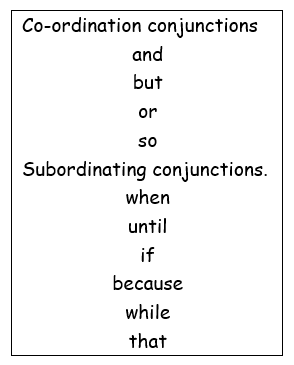 Co-ordination conjunctions
and
but
or
so
Subordinating conjunctions.
when
until
if
because
while
that